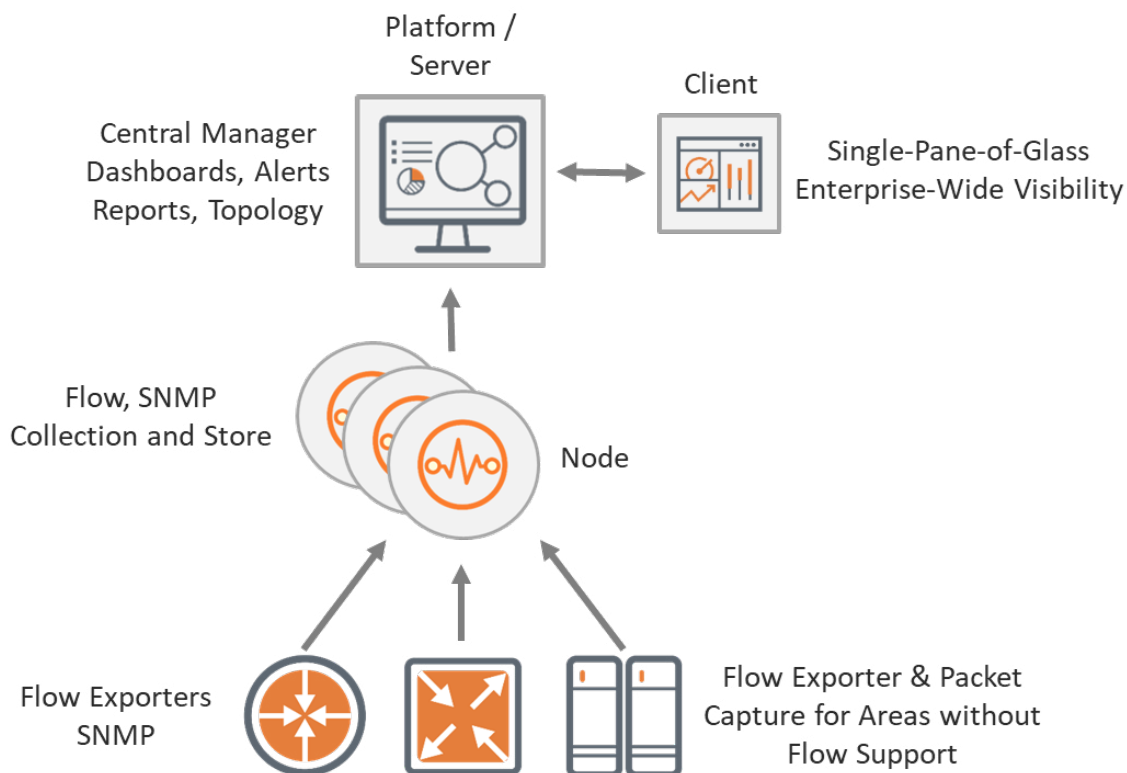 Platform /
Server
Client
Central Manager
Dashboards, Alerts
Reports, Topology
Single-Pane-of-Glass
Enterprise-Wide Visibility
Flow, SNMP
Collection and Store
Node
Flow Exporters
SNMP
Flow Exporter & Packet
Capture for Areas without
Flow Support